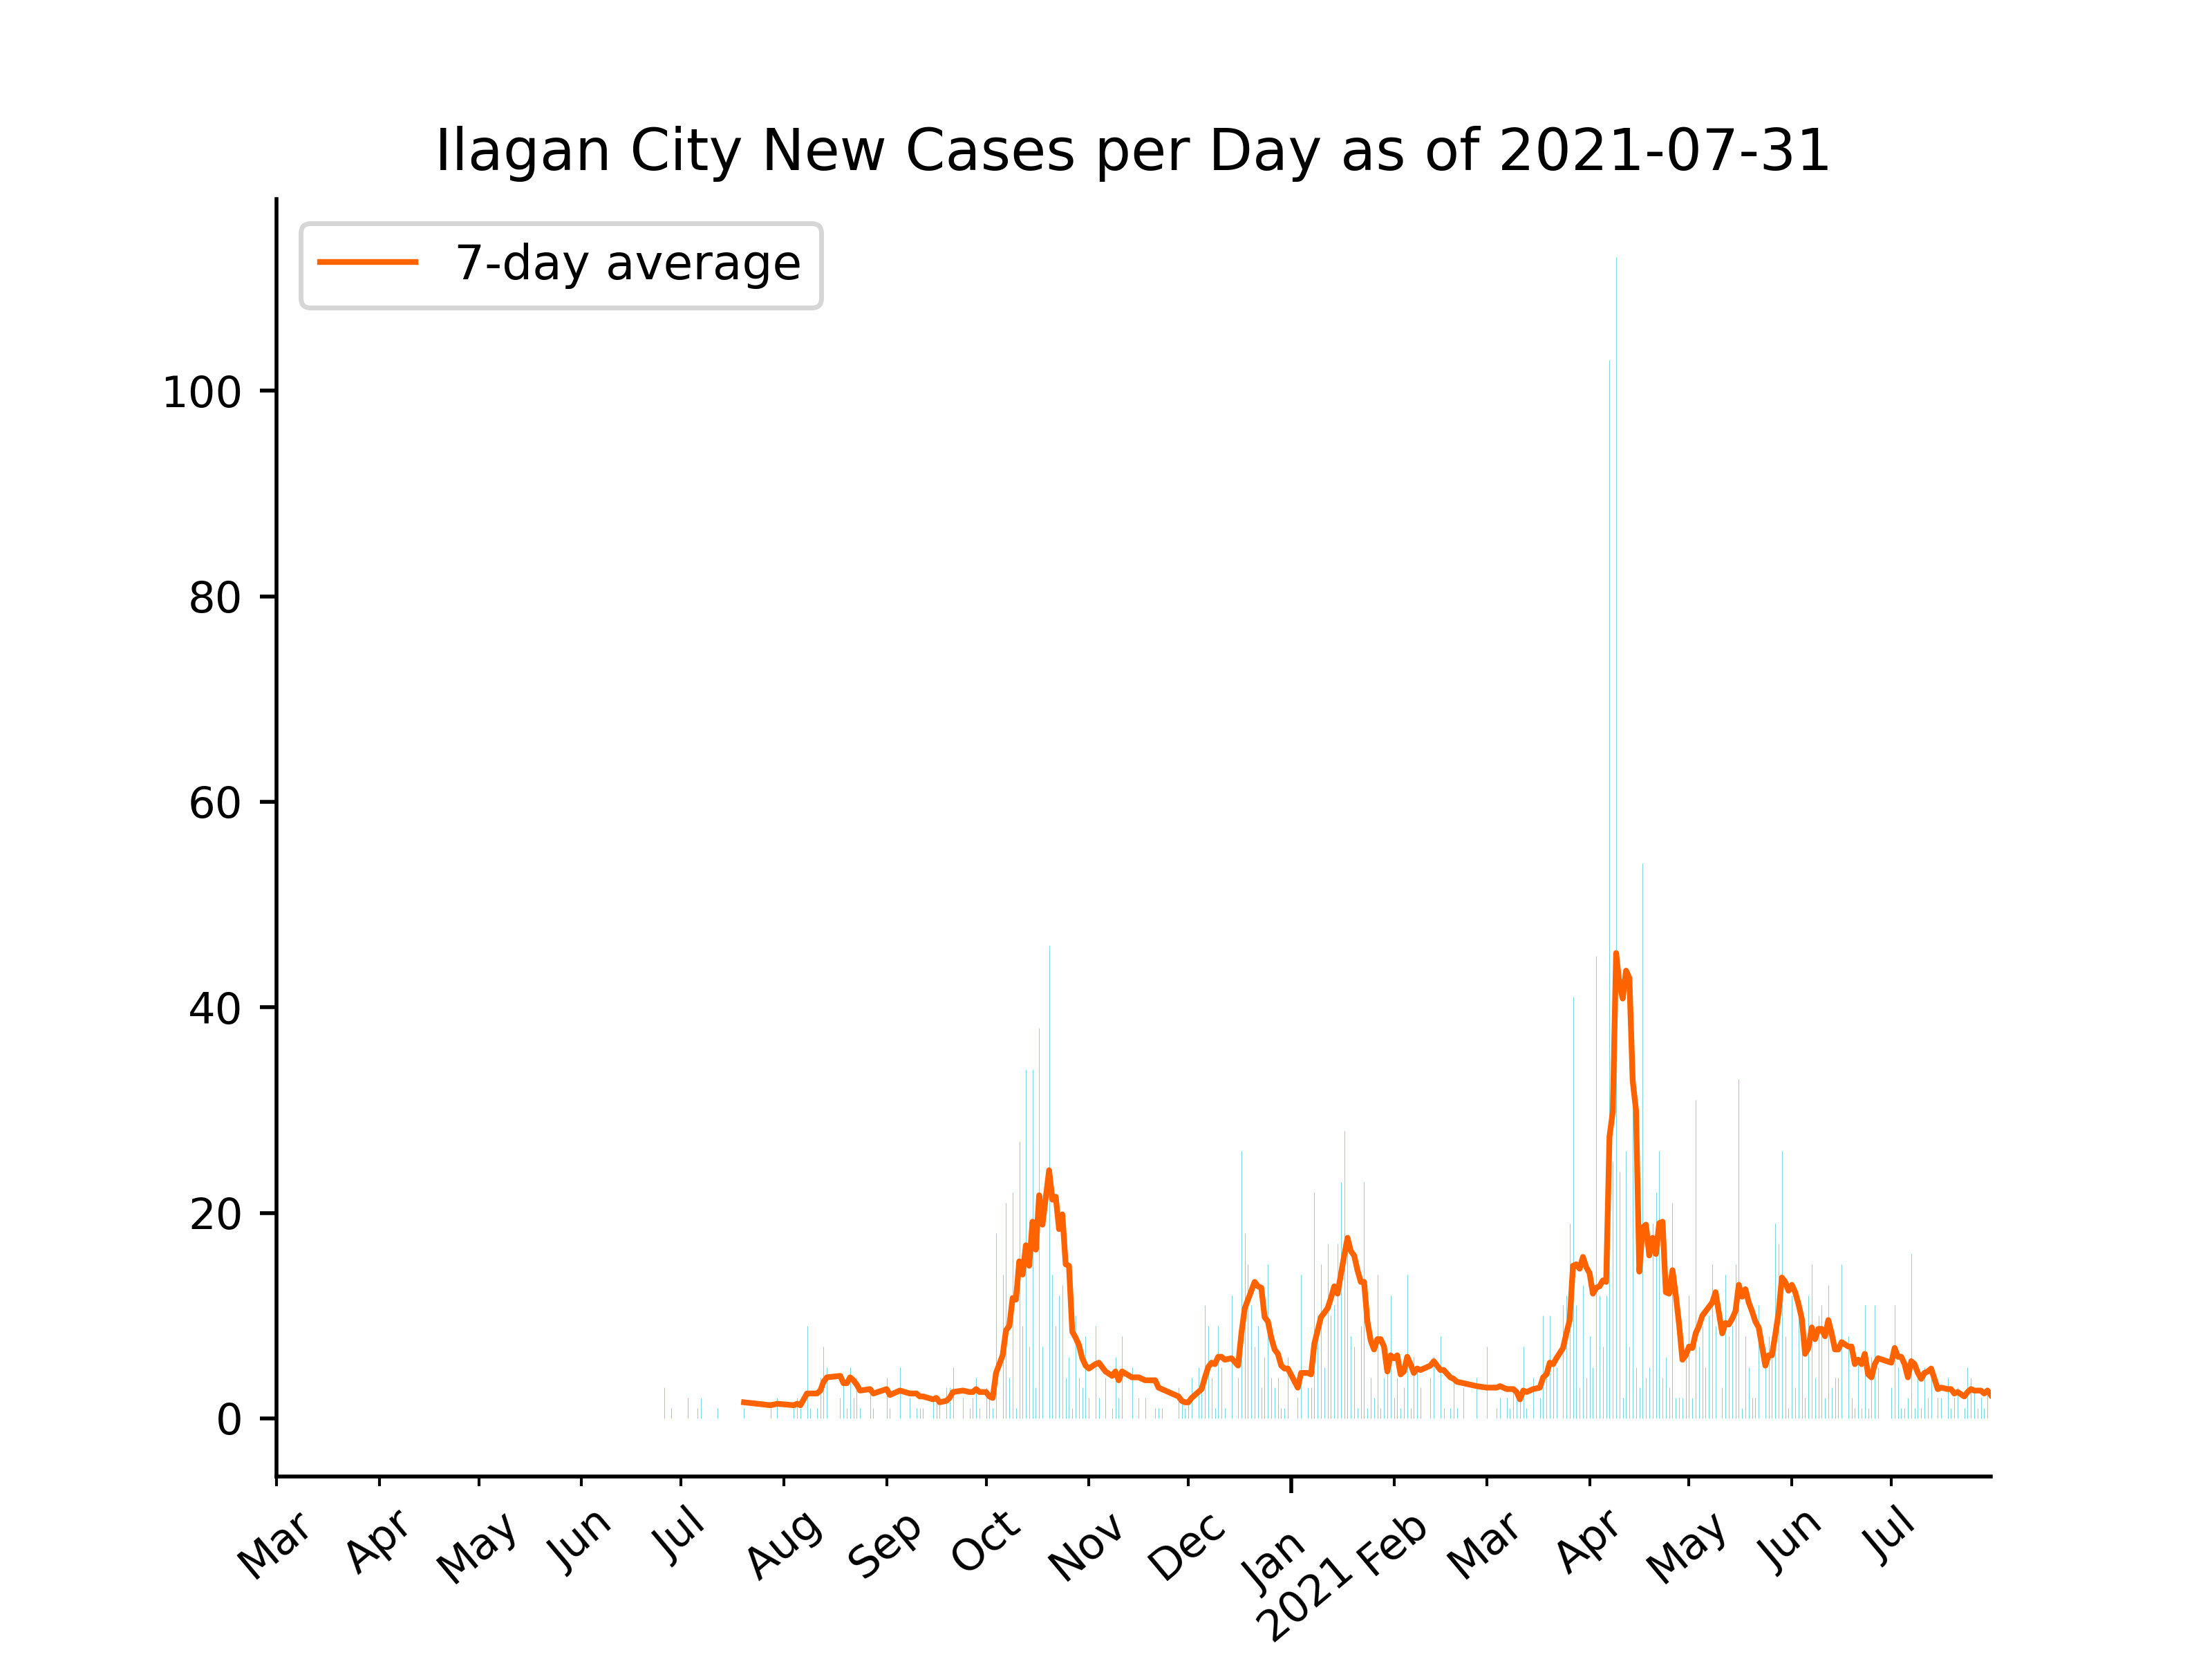 Ilagan City New Cases per Day as of 2021-07-31
7-day average
100
80
60
40
20
0
Mar Apr May Jun Jul Aug Sep Oct Nov Dec Jan Feb Mar Apr May Jun Jul
2021